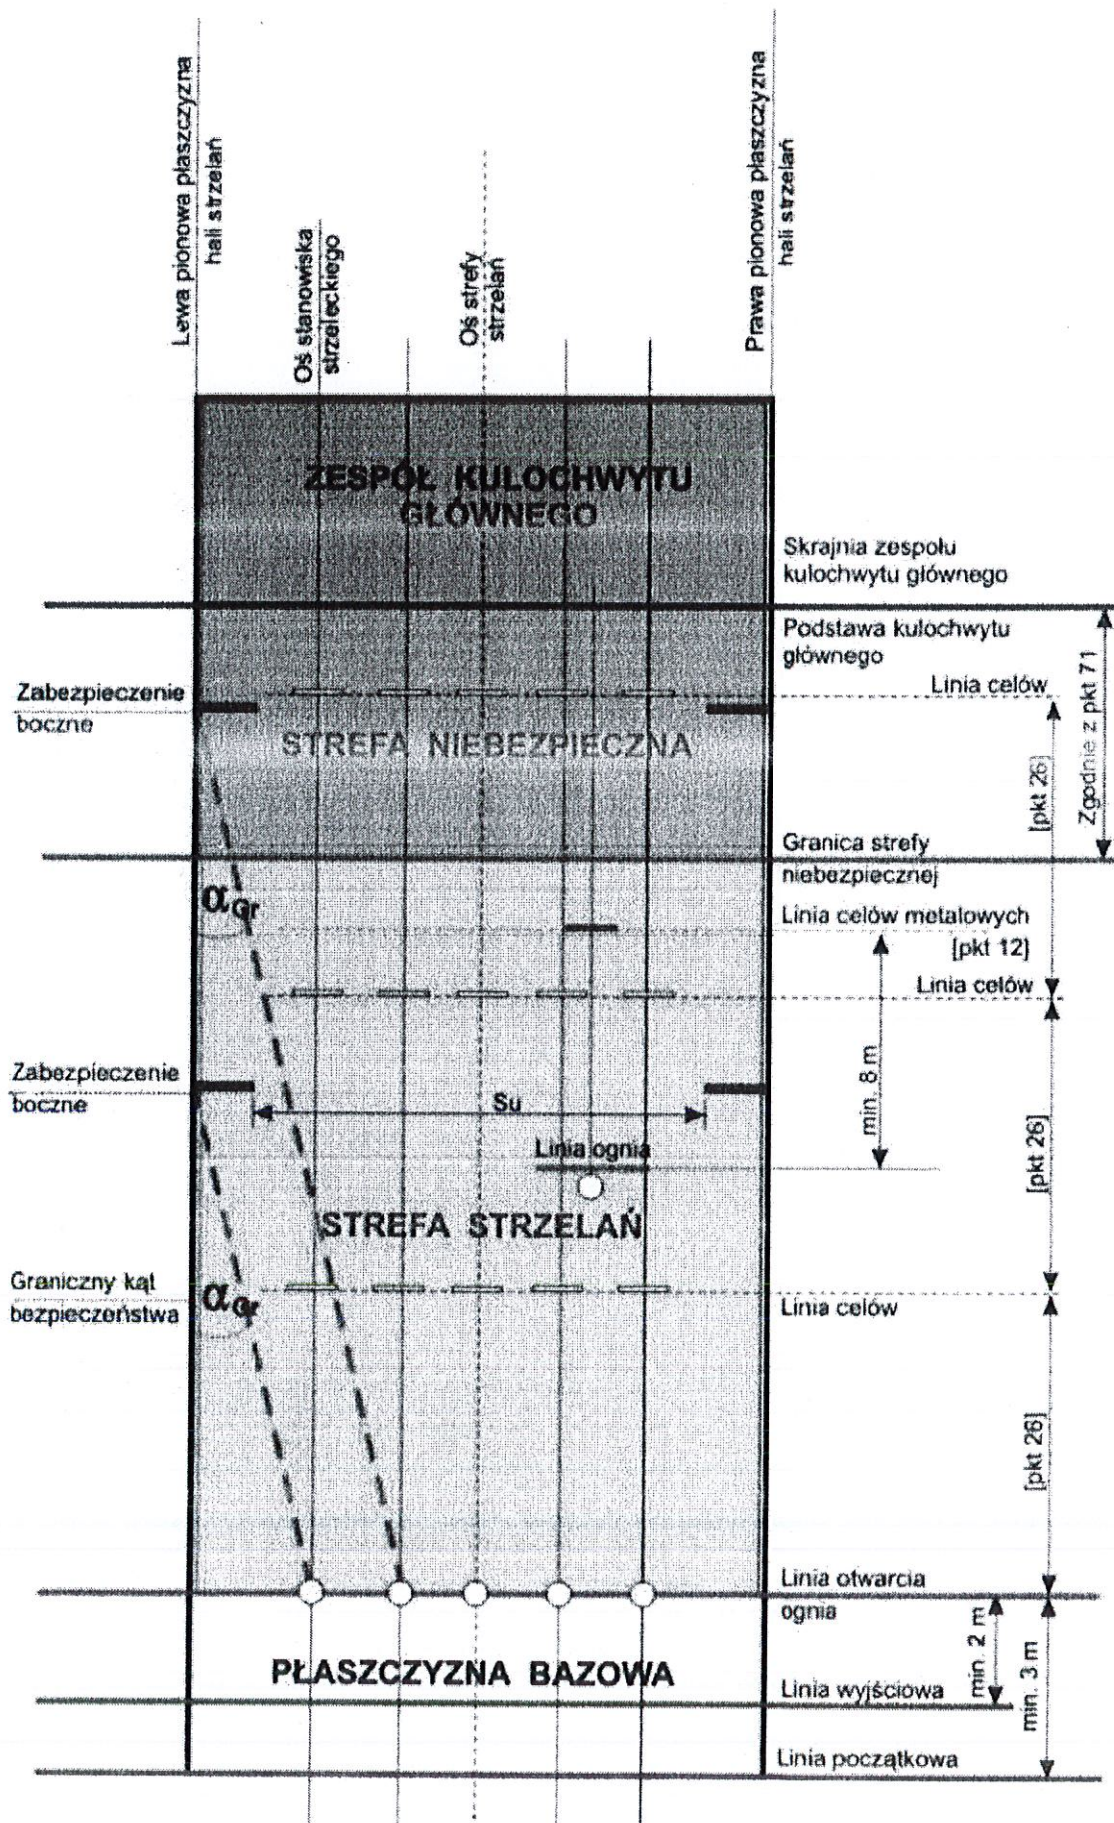 Lewa pionowa płaszczyzna
hali strzelań
Oś stanowiska
strzeleckiego
Oś strefy
strzelań
Prawa pionowa płaszczyzna
hali strzelań
ZESPÓŁ KULOCHWYTU
GŁÓWNEGO
Skrajnia zespołu
kulochwytu głównego
Podstawa kulochwytu
głównego
Linia celów
Zabezpieczenie
boczne
STREFA NIEBEZPIECZNA
[pkt 26]
Zgodnie z pkt 71
Granica strefy
niebezpiecznej
αGr
Linia celów metalowych
[pkt 12]
Linia celów
Zabezpieczenie
boczne
Su
min. 8 m
Linia ognia
[pkt 26]
STREFA STRZELAŃ
Graniczny kąt
bezpieczeństwa
αGr
Linia celów
[pkt 26]
Linia otwarcia
ognia
PŁASZCZYZNA BAZOWA
min. 2 m
min. 3 m
Linia wyjściowa
Linia początkowa